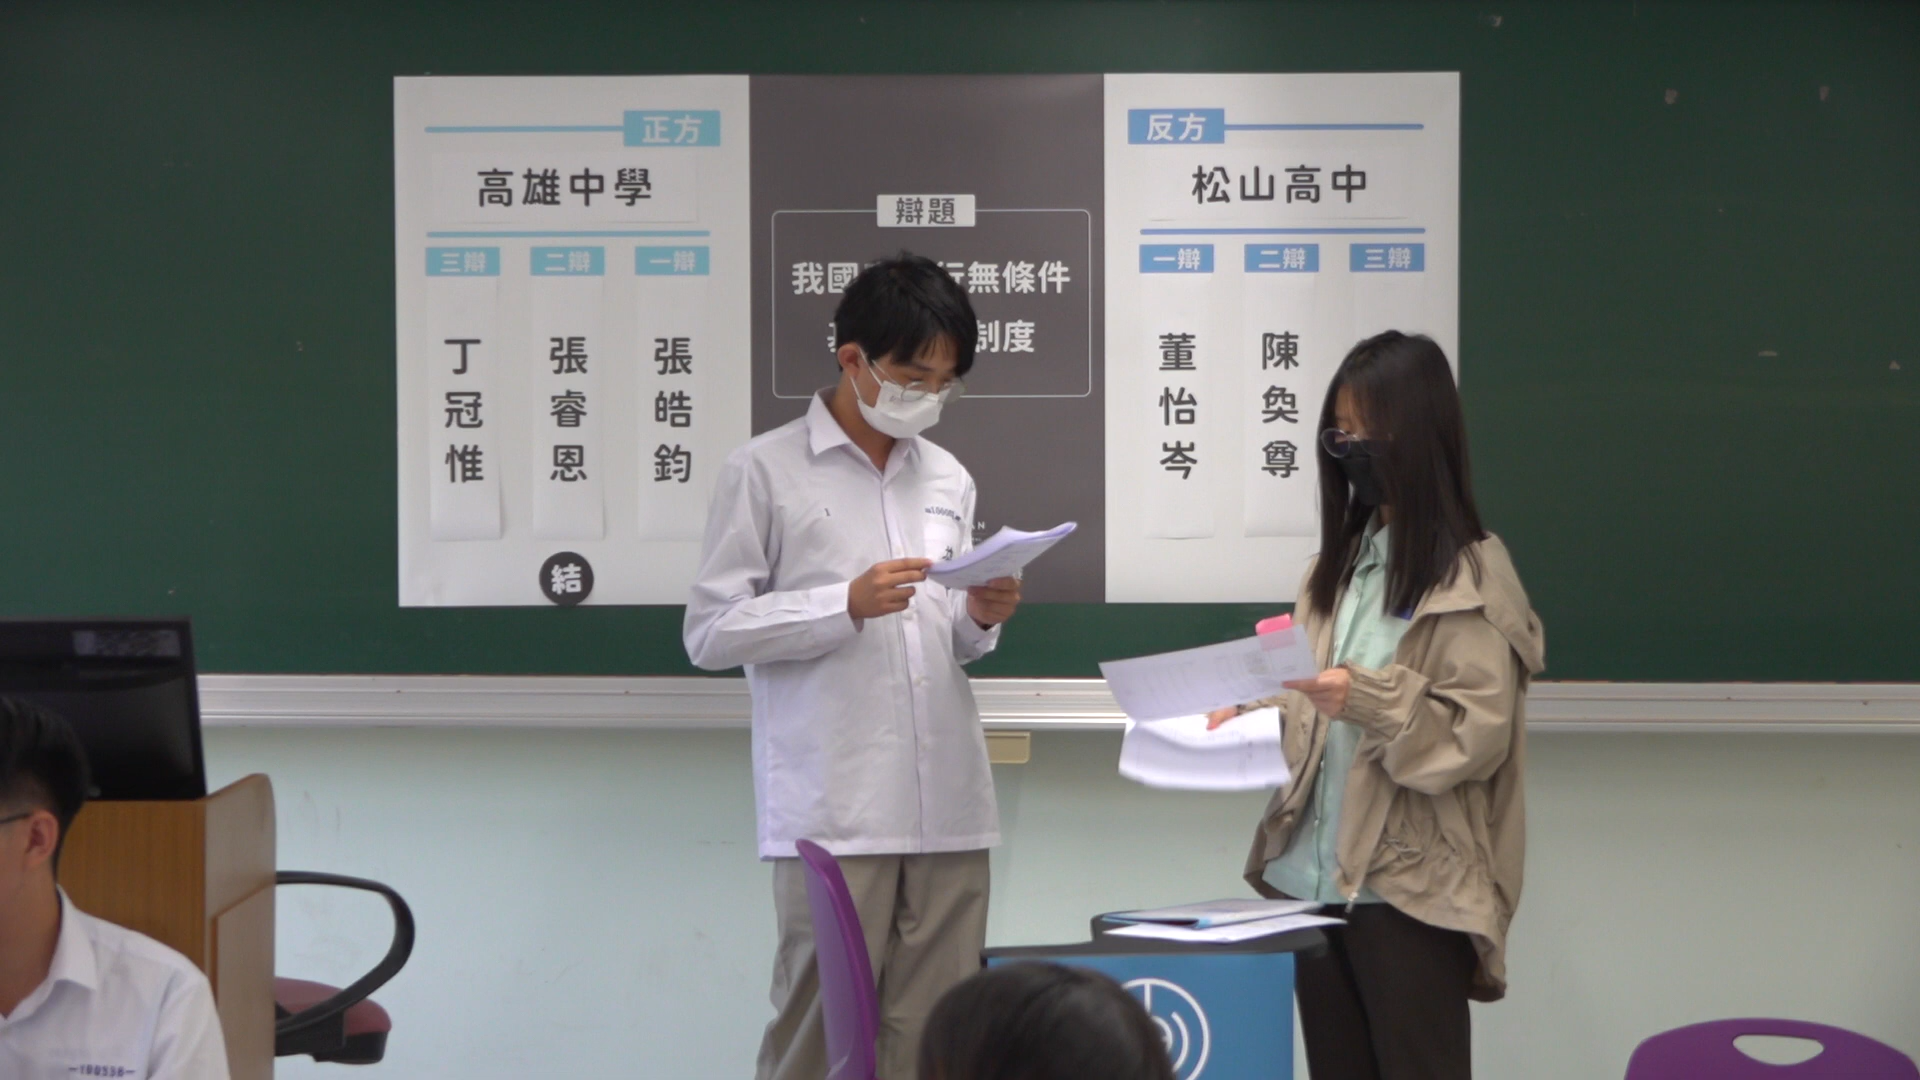 正方
高雄中學
三辯 二辯 一辯
丁冠惟
張睿恩
張皓鈞
結
辯題
我國 行無條件
制度
反方
松山高中
一辯 二辯 三辯
董怡岑
陳奐尊